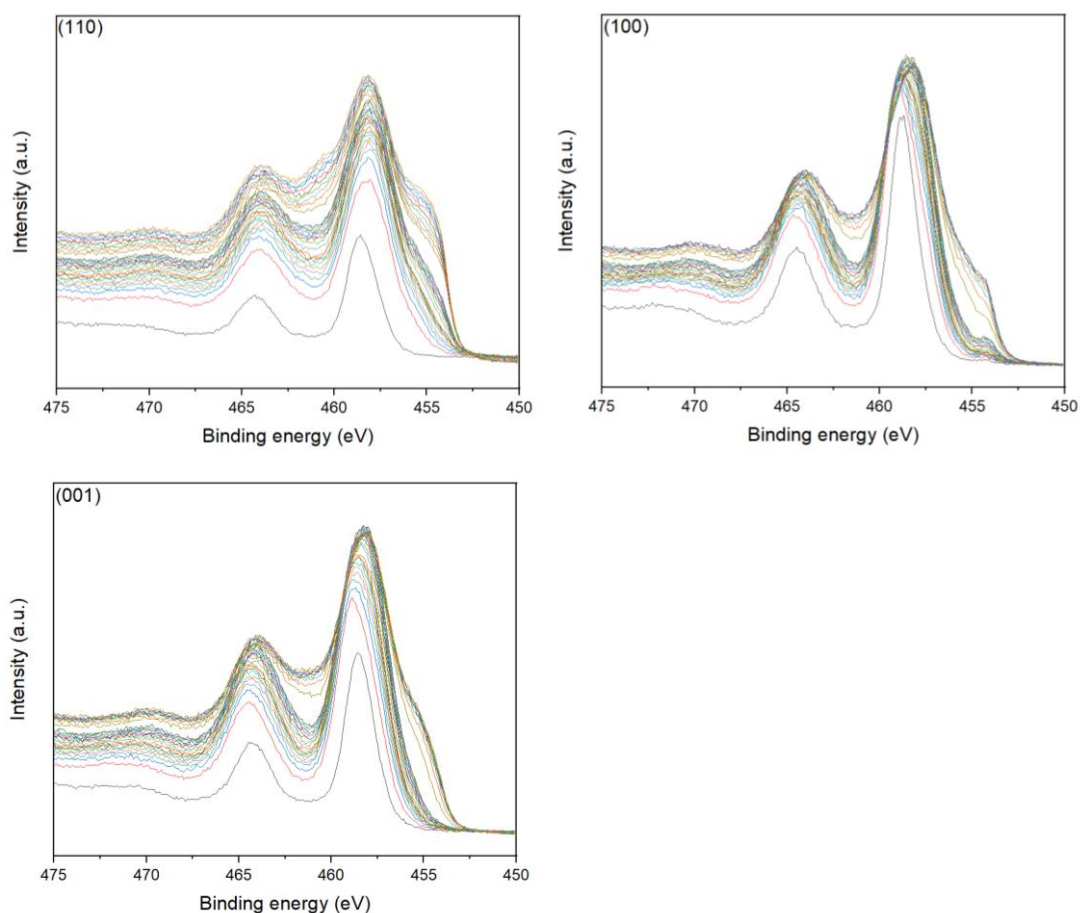 (110)
Intensity (a.u.)
475 470 465 460 455 450
Binding energy (eV)
(100)
Intensity (a.u.)
475 470 465 460 455 450
Binding energy (eV)
(001)
Intensity (a.u.)
475 470 465 460 455 450
Binding energy (eV)